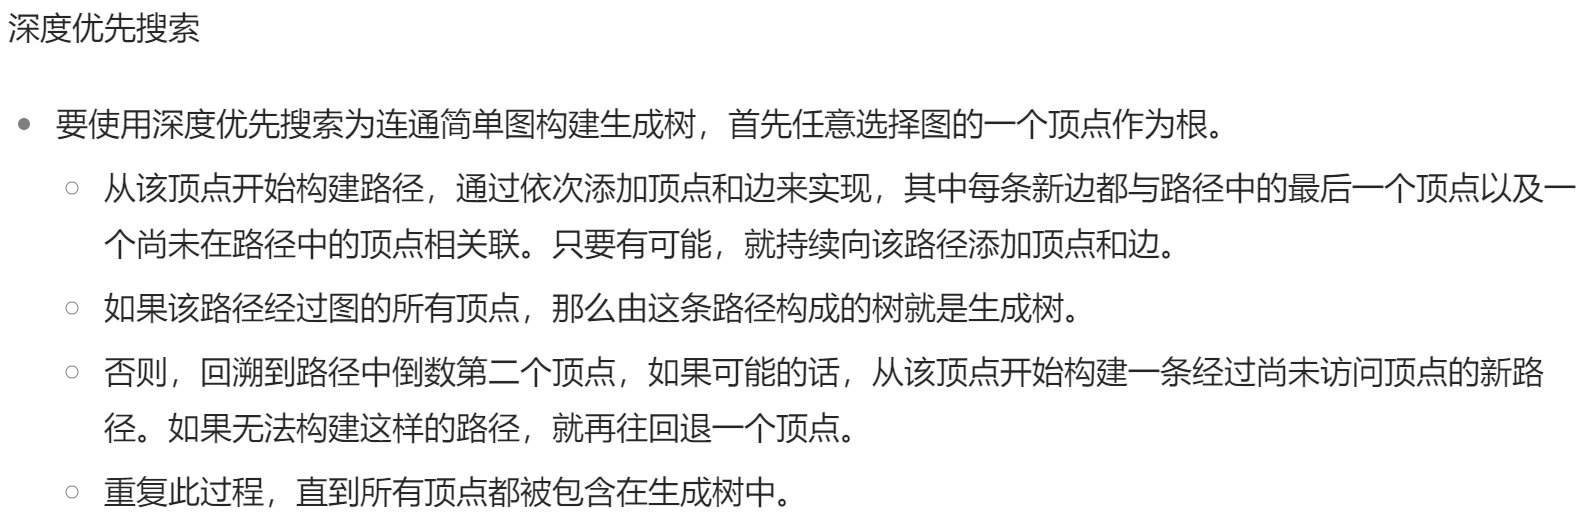 深度优先搜索
要使用深度优先搜索为连通简单图构建生成树，首先任意选择图的一个顶点作为根。
从该顶点开始构建路径，通过依次添加顶点和边来实现，其中每条新边都与路径中的最后一个顶点以及一
个尚未在路径中的顶点相关联。只要有可能，就持续向该路径添加顶点和边。
如果该路径经过图的所有顶点，那么由这条路径构成的树就是生成树。
否则，回溯到路径中倒数第二个顶点，如果可能的话，从该顶点开始构建一条经过尚未访问顶点的新路
径。如果无法构建这样的路径，就再往回退一个顶点。
重复此过程，直到所有顶点都被包含在生成树中。